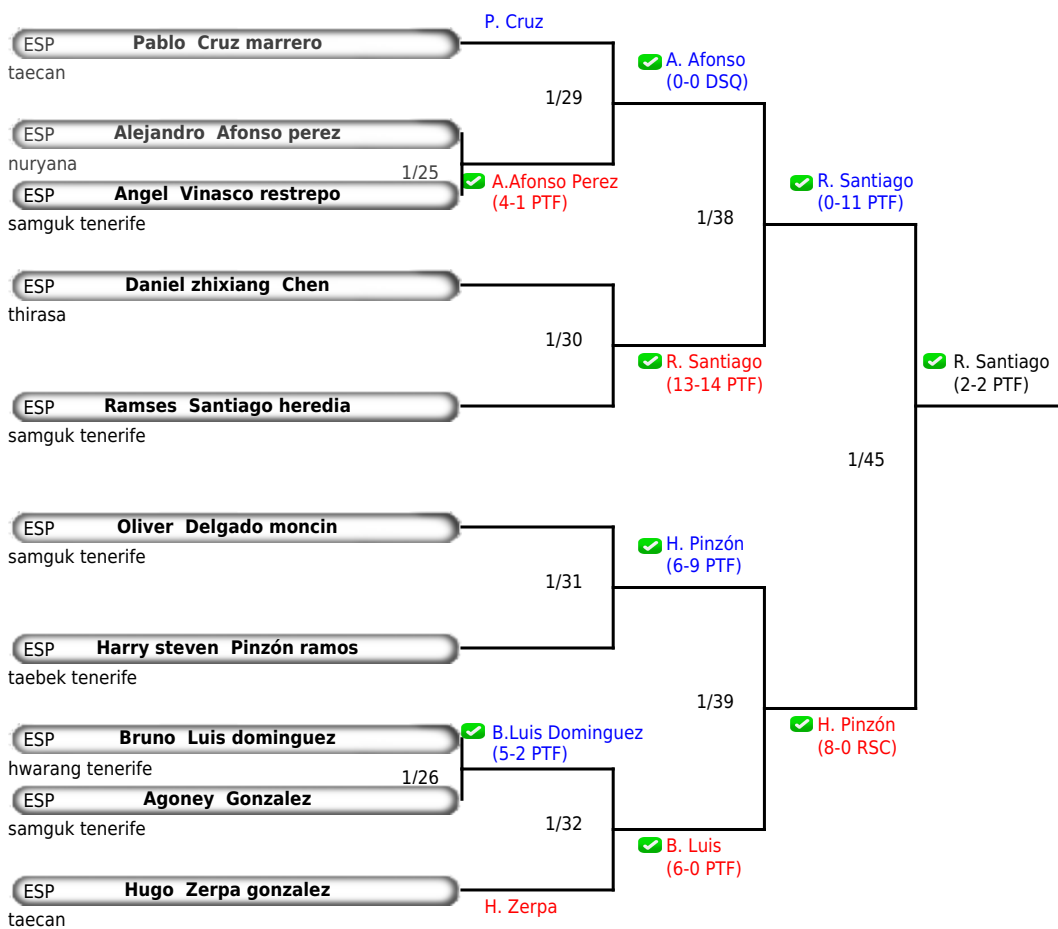 P. Cruz
ESP Pablo Cruz marrero
taecan
A. Afonso
(0-0 DSQ)
1/29
ESP Alejandro Afonso perez
nuryana
1/25
A.Afonso Perez
(4-1 PTF)
ESP Angel Vinasco restrepo
samguk tenerife
R. Santiago
(0-11 PTF)
1/38
ESP Daniel zhixiang Chen
thirasa
1/30
R. Santiago
(13-14 PTF)
R. Santiago
(2-2 PTF)
ESP Ramses Santiago heredia
samguk tenerife
1/45
ESP Oliver Delgado moncin
samguk tenerife
H. Pinzón
(6-9 PTF)
1/31
ESP Harry steven Pinzón ramos
taebek tenerife
1/39
H. Pinzón
(8-0 RSC)
ESP Bruno Luis dominguez
hwarang tenerife
B.Luis Dominguez
(5-2 PTF)
1/26
ESP Agoney Gonzalez
samguk tenerife
1/32
B. Luis
(6-0 PTF)
ESP Hugo Zerpa gonzalez
taecan
H. Zerpa